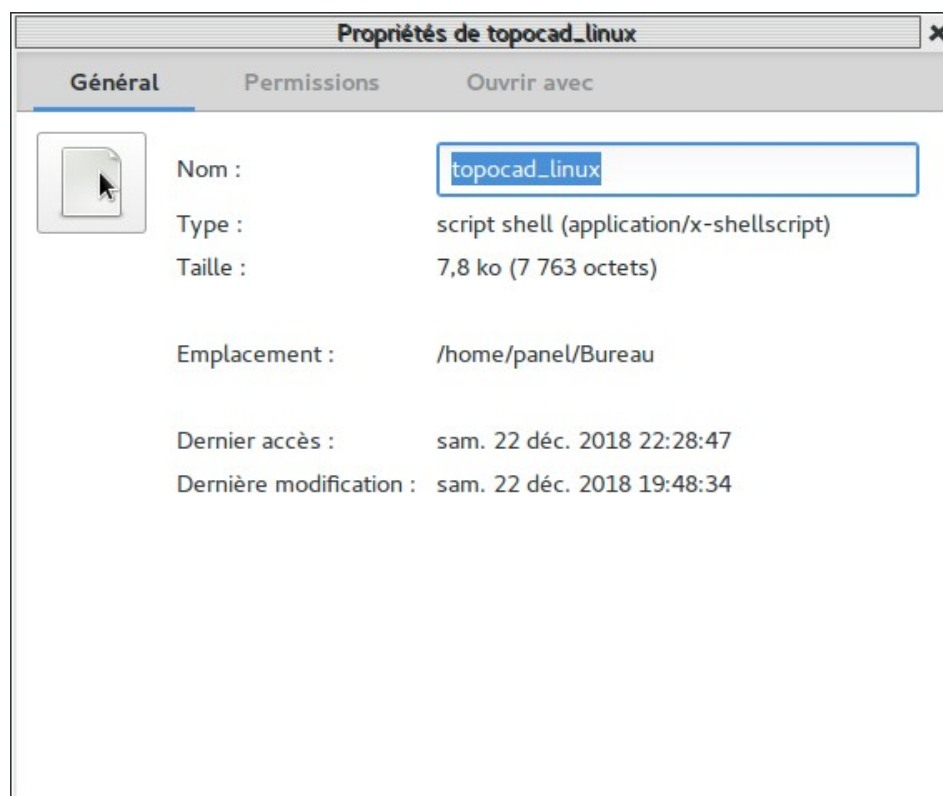 Propriétés de topocad_linux
Général Permissions Ouvrir avec
Nom : topocad_linux
Type : script shell (application/x-shellscript)
Taille : 7,8 ko (7 763 octets)
Emplacement : /home/panel/Bureau
Dernier accès : sam. 22 déc. 2018 22:28:47
Dernière modification : sam. 22 déc. 2018 19:48:34